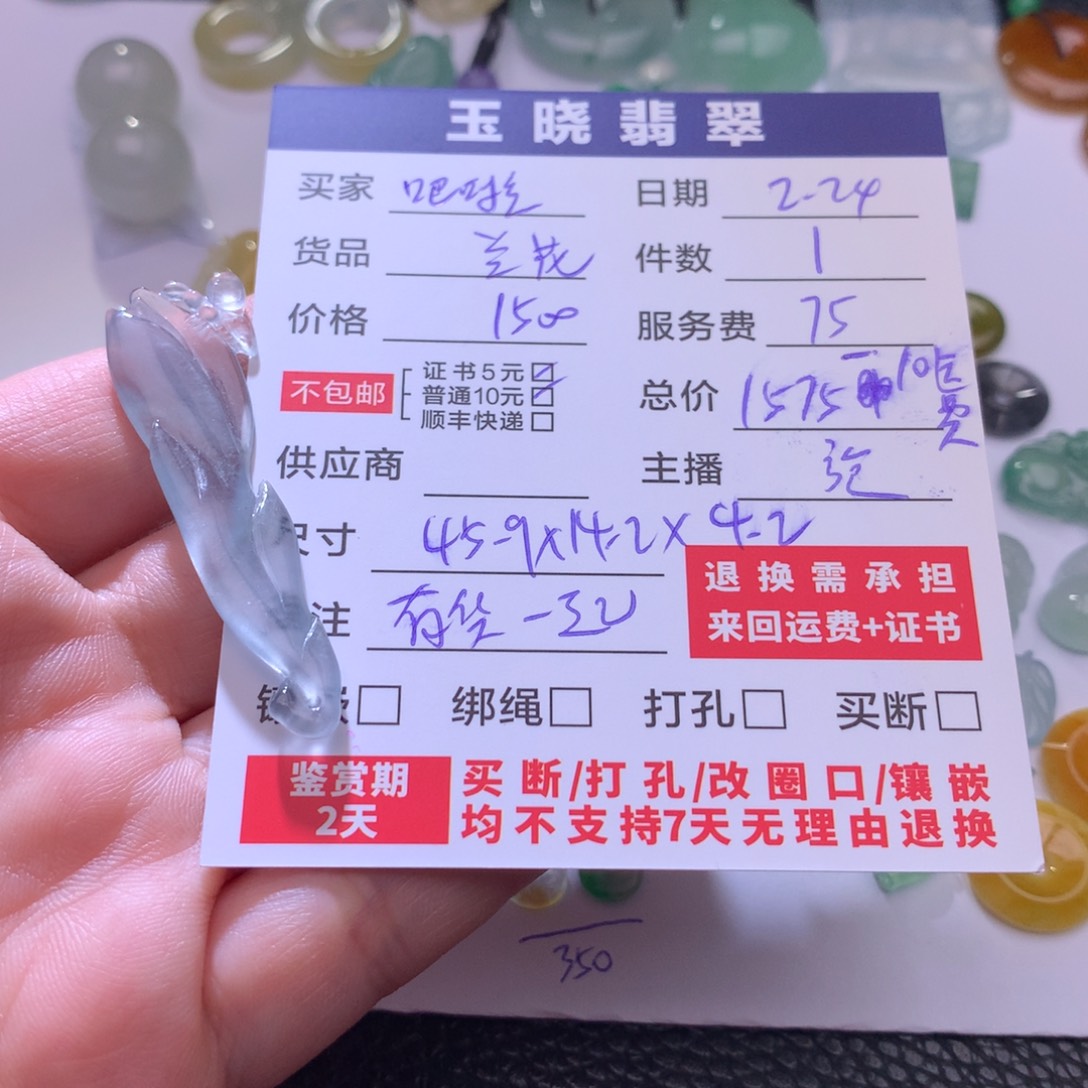 玉晓翡翠
买家 日期 2-24
货品 兰花 件数 1
价格 1500 服务费 75
不包邮 证书5元☑
普通10元☑
顺丰快递□
总价 1575
供应商 主播
尺寸 45.9x14.2x4.2
注
退换需承担
来回运费+证书
□ 绑绳□ 打孔□ 买断□
鉴赏期
2天
买断/打孔/改圈口/镶嵌
均不支持7天无理由退换
350